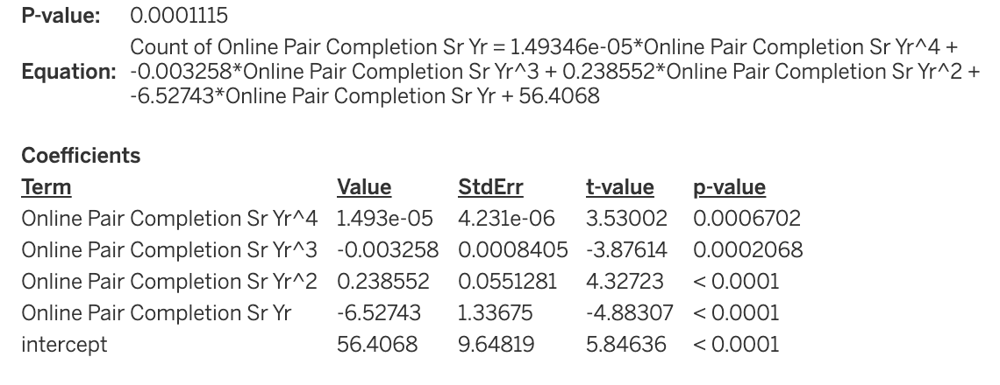 P-value: 0.0001115
Count of Online Pair Completion Sr Yr = 1.49346e-05*Online Pair Completion Sr Yr^4 +
Equation: -0.003258*Online Pair Completion Sr Yr^3 + 0.238552*Online Pair Completion Sr Yr^2 +
-6.52743*Online Pair Completion Sr Yr + 56.4068
Coefficients
Term Value StdErr t-value p-value
Online Pair Completion Sr Yr^4 1.493e-05 4.231e-06 3.53002 0.0006702
Online Pair Completion Sr Yr^3 -0.003258 0.0008405 -3.87614 0.0002068
Online Pair Completion Sr Yr^2 0.238552 0.0551281 4.32723 < 0.0001
Online Pair Completion Sr Yr -6.52743 1.33675 -4.88307 < 0.0001
intercept 56.4068 9.64819 5.84636 < 0.0001